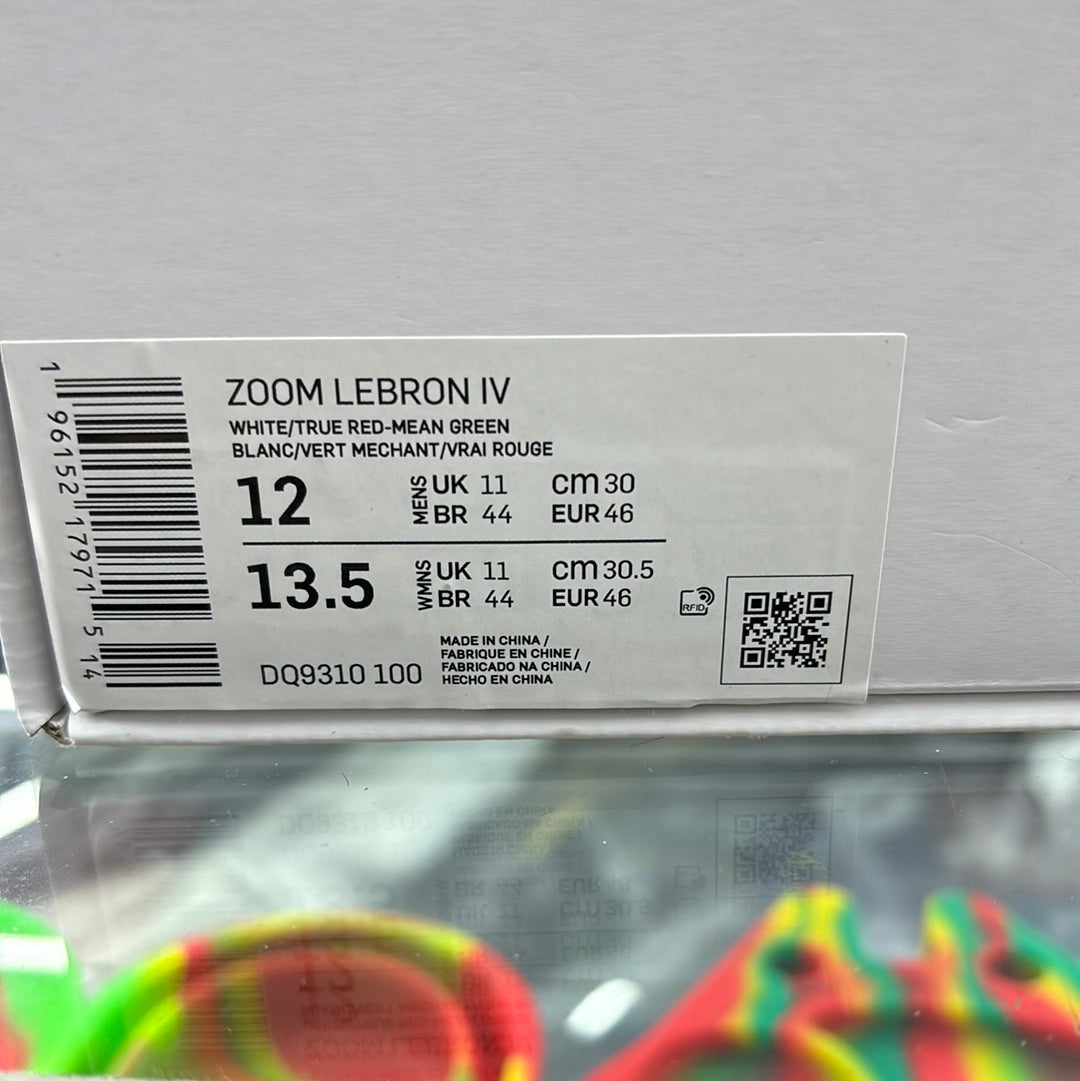 1 96152 17971 5 14
ZOOM LEBRON IV
WHITE/TRUE RED-MEAN GREEN
BLANC/VERT MECHANT/VRAI ROUGE
12 MENS UK 11 CM 30
BR 44 EUR 46
13.5 WMNS UK 11 CM 30.5
BR 44 EUR 46
RFID
DQ9310 100
MADE IN CHINA /
FABRIQUE EN CHINE /
FABRICADO NA CHINA /
HECHO EN CHINA